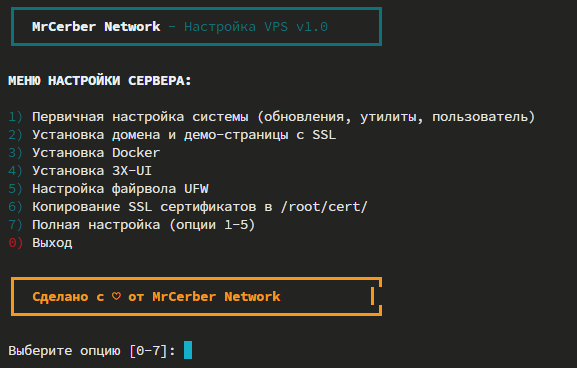 MrCerber Network - Настройка VPS v1.0
МЕНЮ НАСТРОЙКИ СЕРВЕРА:
1) Первичная настройка системы (обновления, утилиты, пользователь)
2) Установка домена и демо-страницы с SSL
3) Установка Docker
4) Установка 3X-UI
5) Настройка файрвола UFW
6) Копирование SSL сертификатов в /root/cert/
7) Полная настройка (опции 1-5)
0) Выход
Сделано с ♡ от MrCerber Network
Выберите опцию [0-7]: